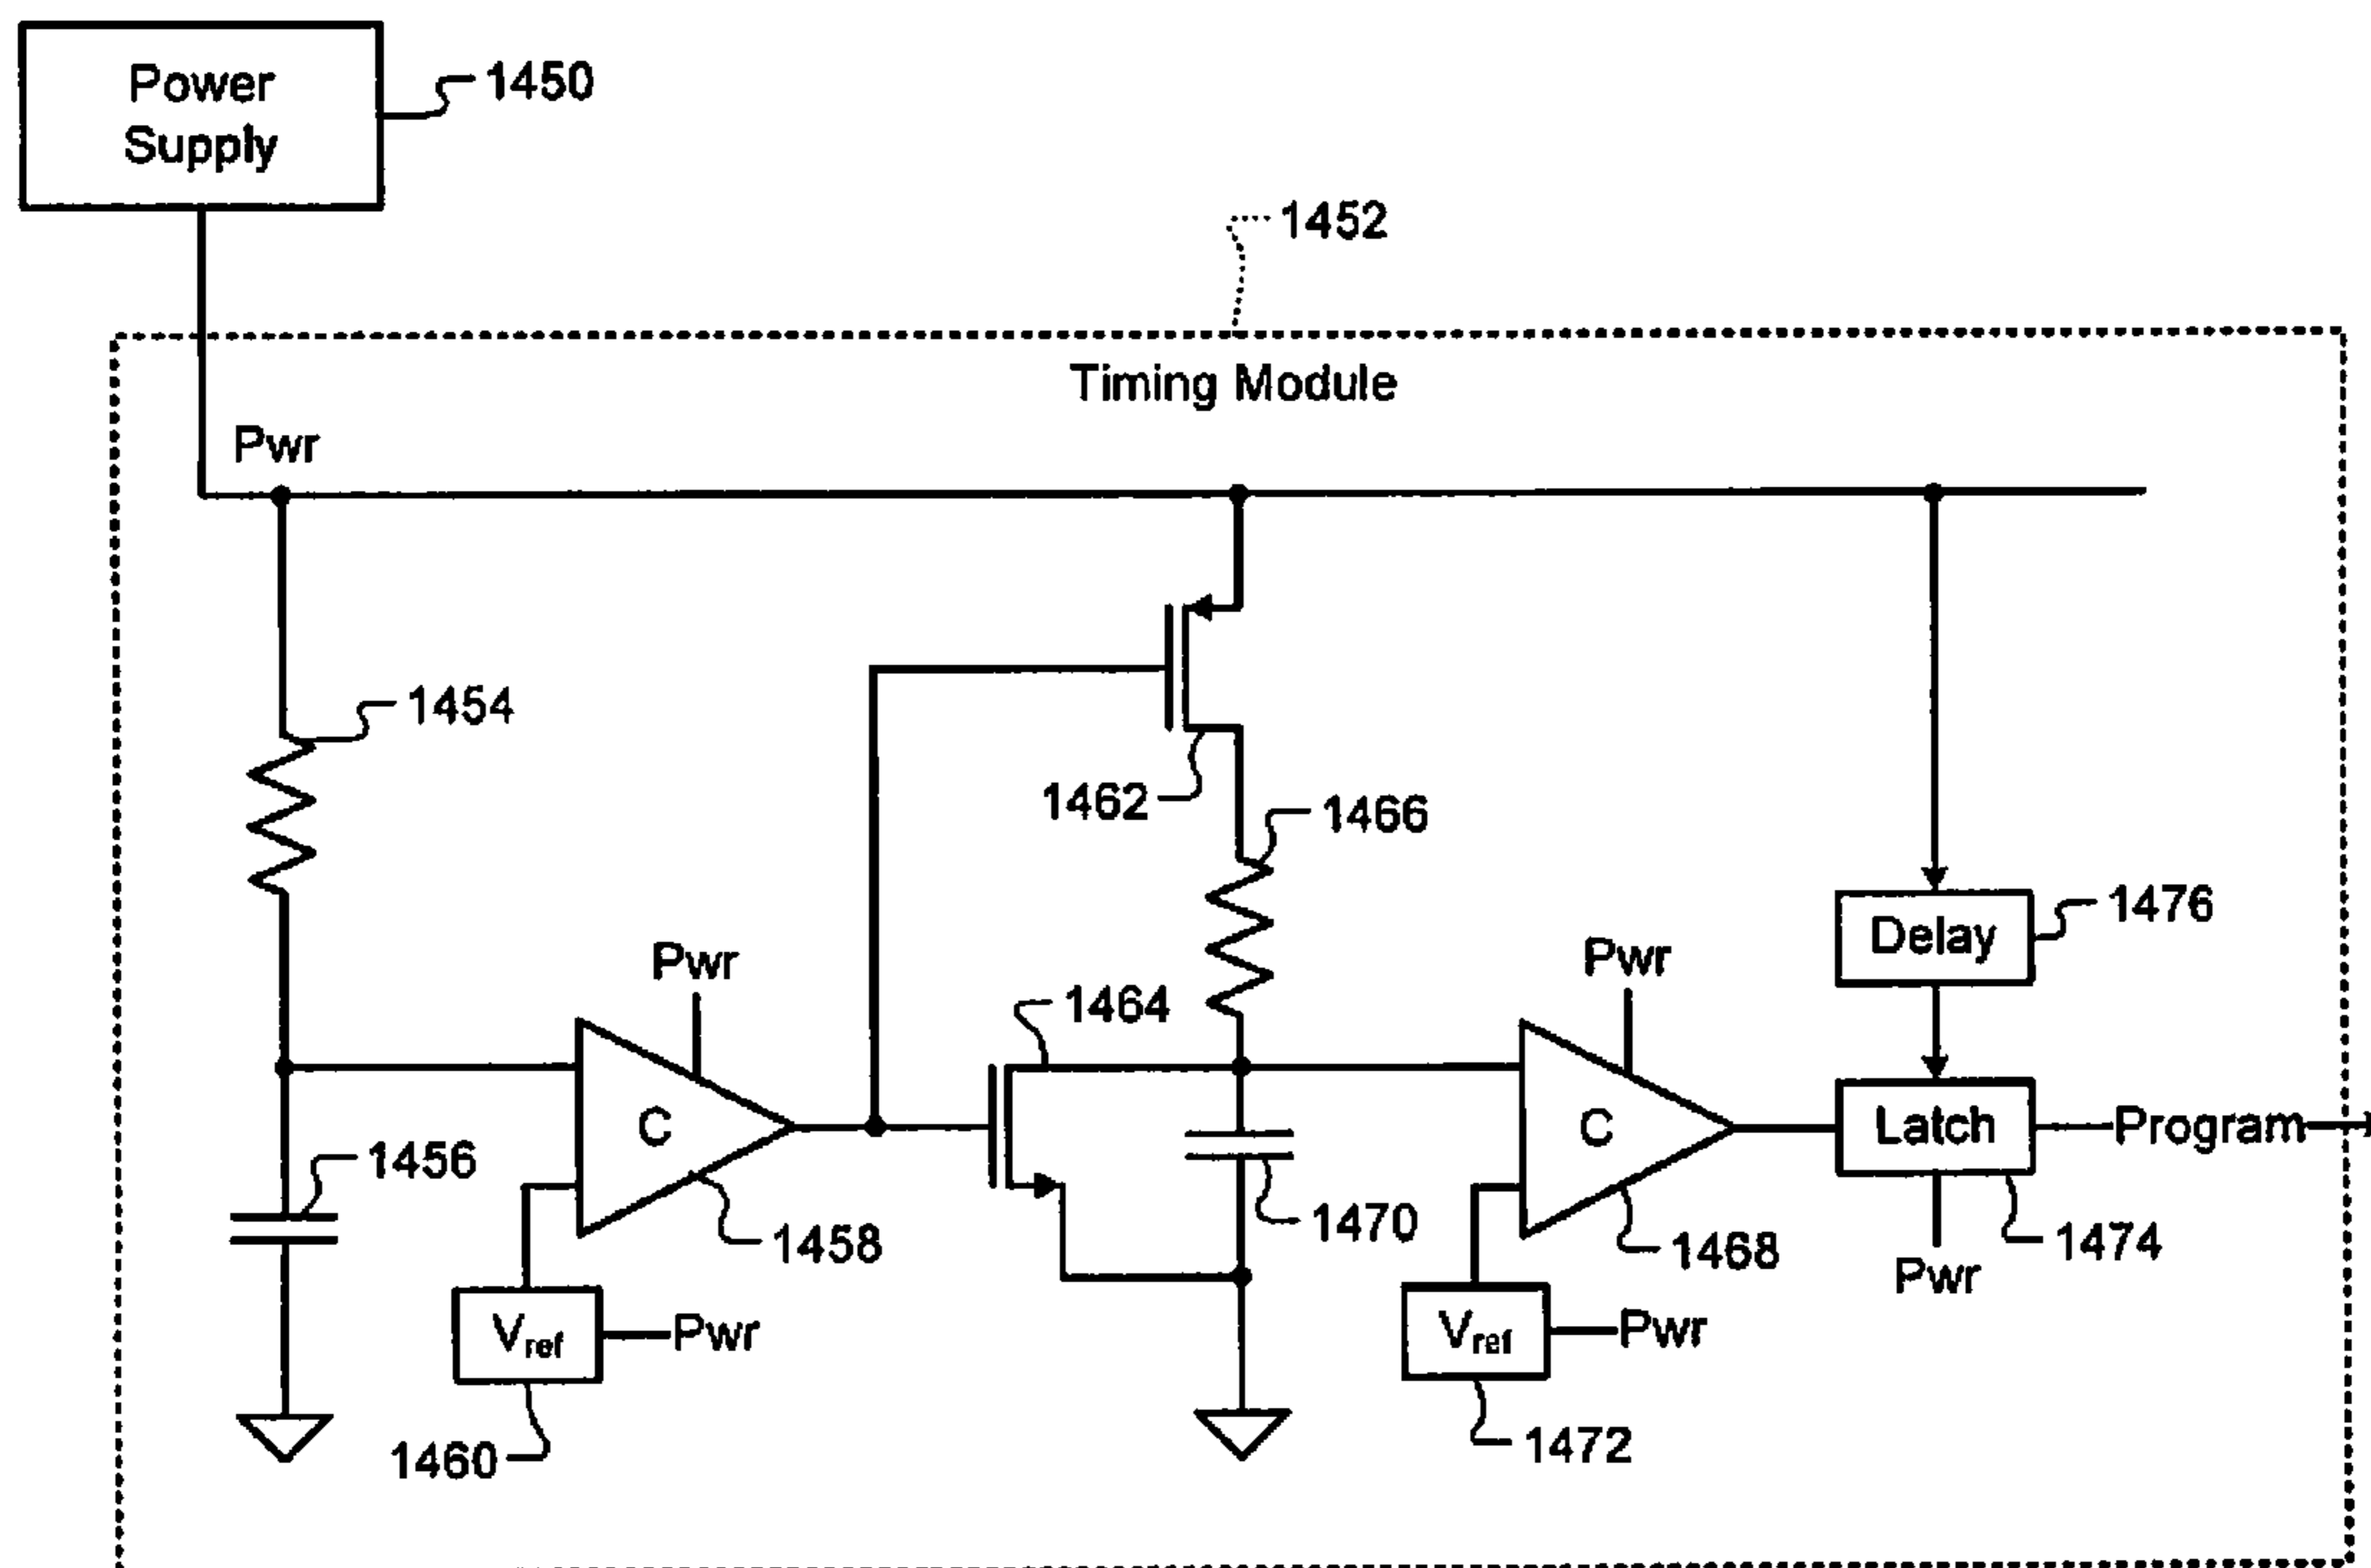 Power
Supply
1450
1452
Timing Module
Pwr
1454
1462
1466
1476
Delay
Pwr
Pwr
1464
C
C
Latch
Program
1456
1458
1470
1468
1474
Pwr
Vref
Pwr
Vref
Pwr
1460
1472